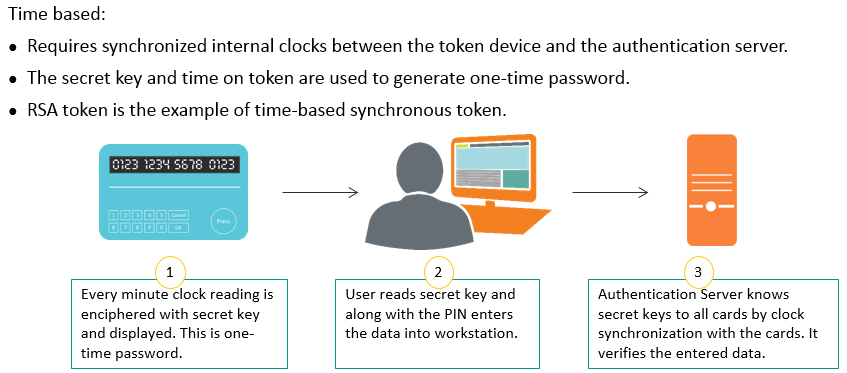 Time based:
• Requires synchronized internal clocks between the token device and the authentication server.
• The secret key and time on token are used to generate one-time password.
• RSA token is the example of time-based synchronous token.
0123 1234 5678 0123
1 2 3 4 5 Cancel
6 7 8 9 0 OK
Press
1
Every minute clock reading is
enciphered with secret key
and displayed. This is one-
time password.
2
User reads secret key and
along with the PIN enters
the data into workstation.
3
Authentication Server knows
secret keys to all cards by clock
synchronization with the cards. It
verifies the entered data.